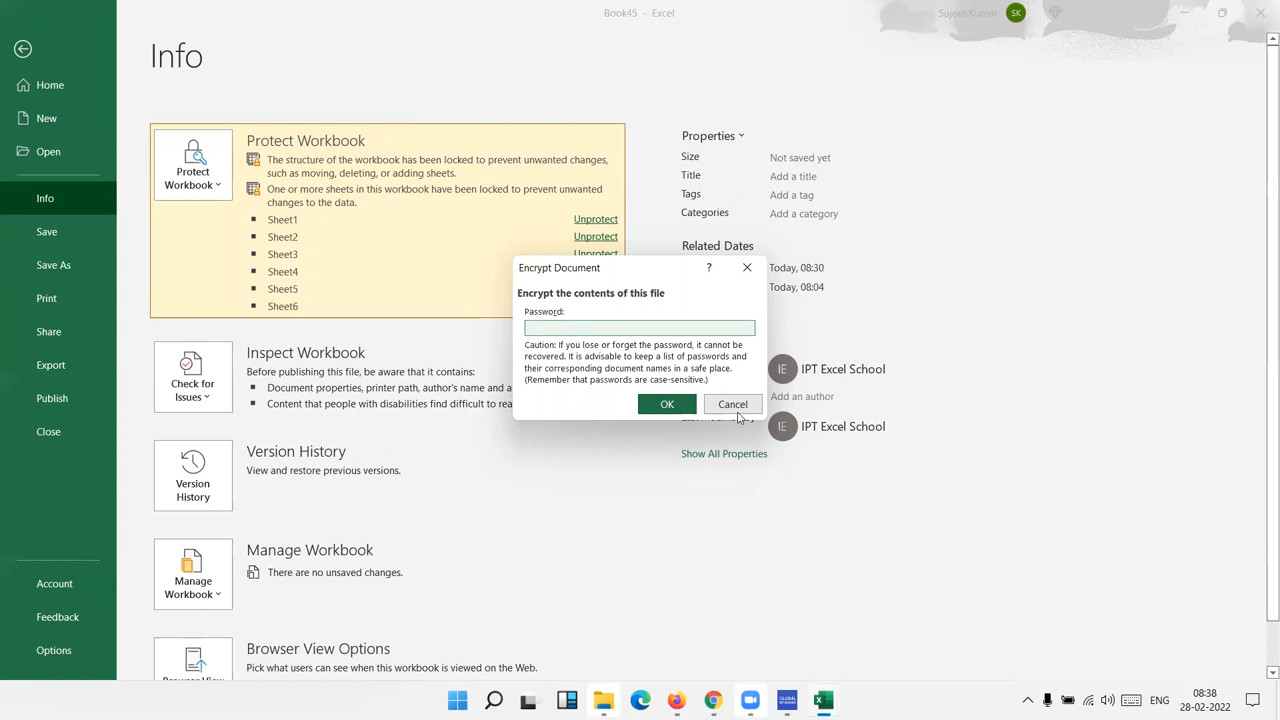 Book45 - Excel
SujeetKumar
SK
Info
Home
New
Open
Info
Save
Save As
Print
Share
Export
Publish
Close
Account
Feedback
Options
Protect
Workbook
Protect Workbook
The structure of the workbook has been locked to prevent unwanted changes,
such as moving, deleting, or adding sheets.
One or more sheets in this workbook have been locked to prevent unwanted
changes to the data.
Sheet1 Unprotect
Sheet2 Unprotect
Sheet3 Unprotect
Sheet4
Sheet5
Sheet6
Check for
Issues
Inspect Workbook
Before publishing this file, be aware that it contains:
Document properties, printer path, author's name and a
Content that people with disabilities find difficult to rea
Version
History
Version History
View and restore previous versions.
Manage
Workbook
Manage Workbook
There are no unsaved changes.
Browser View
Browser View Options
Pick what users can see when this workbook is viewed on the Web.
Properties
Size Not saved yet
Title Add a title
Tags Add a tag
Categories Add a category
Related Dates
Today, 08:30
Today, 08:04
IE IPT Excel School
Add an author
IE IPT Excel School
Show All Properties
Encrypt Document
?
Encrypt the contents of this file
Password:
Caution: If you lose or forget the password, it cannot be
recovered. It is advisable to keep a list of passwords and
their corresponding document names in a safe place.
(Remember that passwords are case-sensitive.)
OK
Cancel
ENG
08:38
28-02-2022